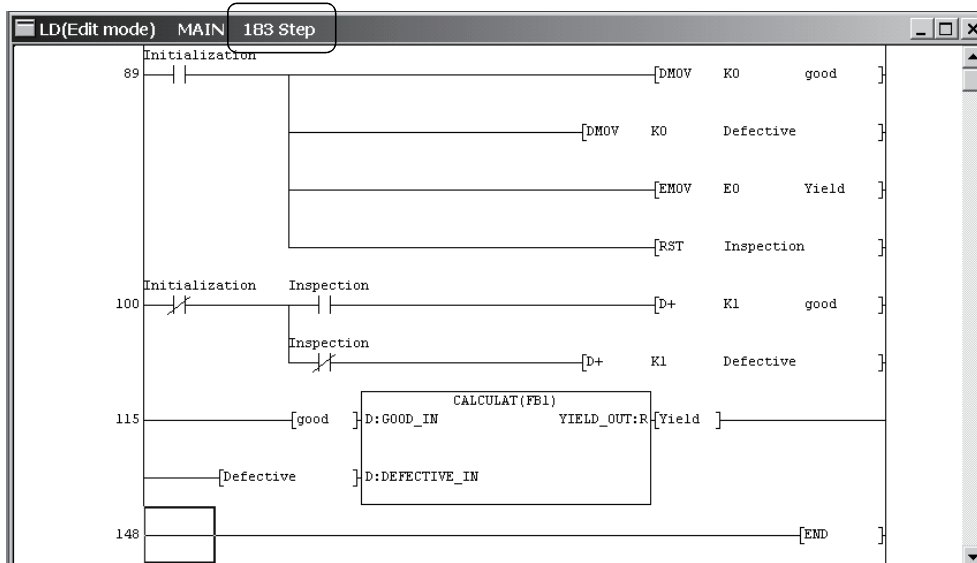 LD(Edit mode) MAIN 183 Step
Initialization
89 [DMOV K0 good ]
[DMOV K0 Defective ]
[EMOV E0 Yield ]
[RST Inspection ]
Initialization Inspection
100 [D+ K1 good ]
Inspection
[D+ K1 Defective ]
CALCULAT(FB1)
115 [good ] D:GOOD_IN YIELD_OUT:R [Yield ]
[Defective ] D:DEFECTIVE_IN
148 [END ]